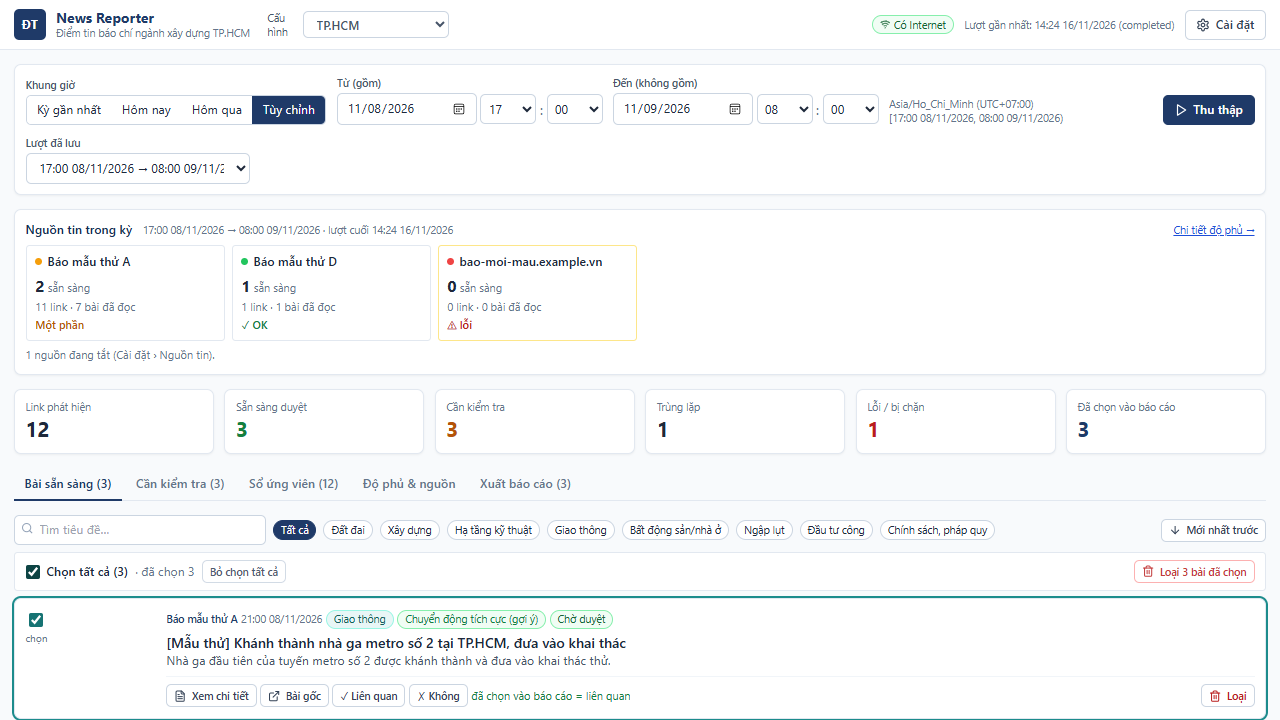 ĐT
News Reporter
Điểm tin báo chí ngành xây dựng TP.HCM
Cấu hình
TP.HCM
Có Internet
Lượt gần nhất: 14:24 16/11/2026 (completed)
Cài đặt
Khung giờ
Kỳ gần nhất Hôm nay Hôm qua Tùy chỉnh
Từ (gồm)
11/08/2026 17 : 00
Đến (không gồm)
11/09/2026 08 : 00
Asia/Ho_Chi_Minh (UTC+07:00)
[17:00 08/11/2026, 08:00 09/11/2026)
Thu thập
Lượt đã lưu
17:00 08/11/2026 → 08:00 09/11/2
Nguồn tin trong kỳ 17:00 08/11/2026 → 08:00 09/11/2026 · lượt cuối 14:24 16/11/2026
Chi tiết độ phủ →
Báo mẫu thử A
2 sẵn sàng
11 link · 7 bài đã đọc
Một phần
Báo mẫu thử D
1 sẵn sàng
1 link · 1 bài đã đọc
✓ OK
bao-moi-mau.example.vn
0 sẵn sàng
0 link · 0 bài đã đọc
⚠ lỗi
1 nguồn đang tắt (Cài đặt › Nguồn tin).
Link phát hiện
12
Sẵn sàng duyệt
3
Cần kiểm tra
3
Trùng lặp
1
Lỗi / bị chặn
1
Đã chọn vào báo cáo
3
Bài sẵn sàng (3) Cần kiểm tra (3) Sổ ứng viên (12) Độ phủ & nguồn Xuất báo cáo (3)
Tìm tiêu đề...
Tất cả Đất đai Xây dựng Hạ tầng kỹ thuật Giao thông Bất động sản/nhà ở Ngập lụt Đầu tư công Chính sách, pháp quy
↓ Mới nhất trước
Chọn tất cả (3) · đã chọn 3 Bỏ chọn tất cả
Loại 3 bài đã chọn
chọn
Báo mẫu thử A 21:00 08/11/2026 Giao thông Chuyển động tích cực (gợi ý) Chờ duyệt
[Mẫu thử] Khánh thành nhà ga metro số 2 tại TP.HCM, đưa vào khai thác
Nhà ga đầu tiên của tuyến metro số 2 được khánh thành và đưa vào khai thác thử.
Xem chi tiết Bài gốc ✓ Liên quan ✗ Không đã chọn vào báo cáo = liên quan
Loại